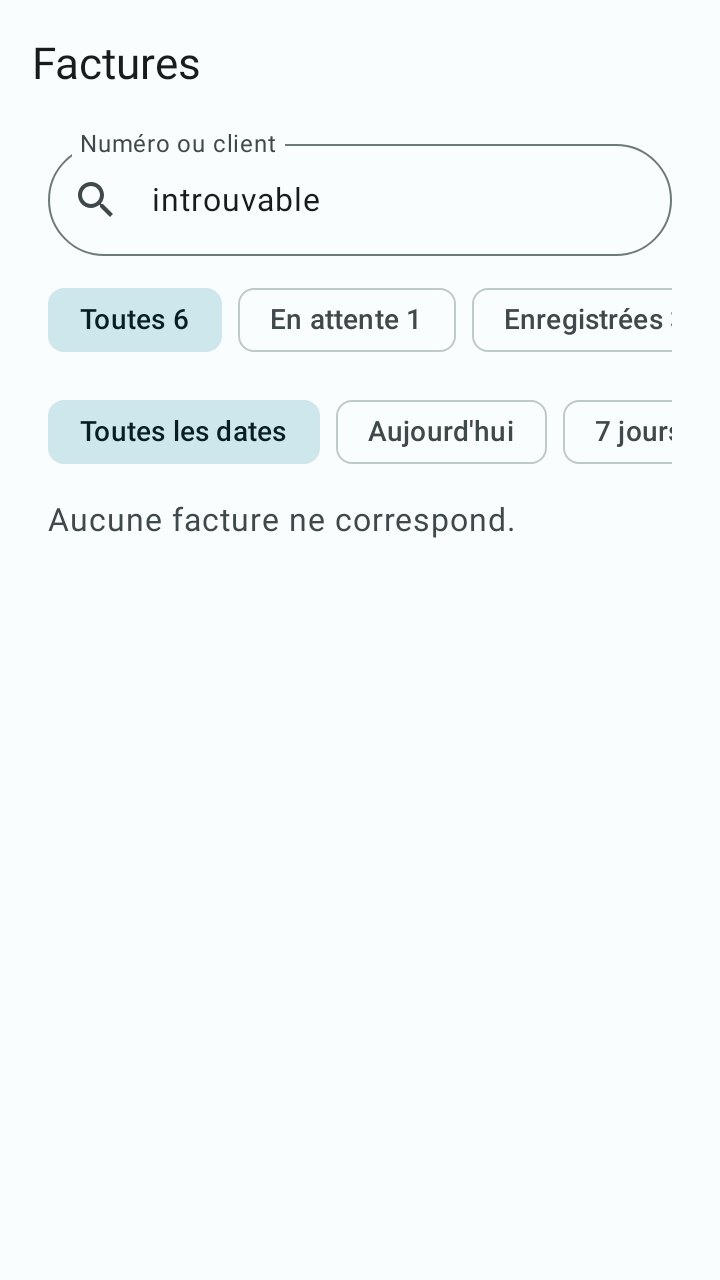 Factures
Numéro ou client
introuvable
Toutes 6
En attente 1
Enregistrées
Toutes les dates
Aujourd'hui
7 jours
Aucune facture ne correspond.